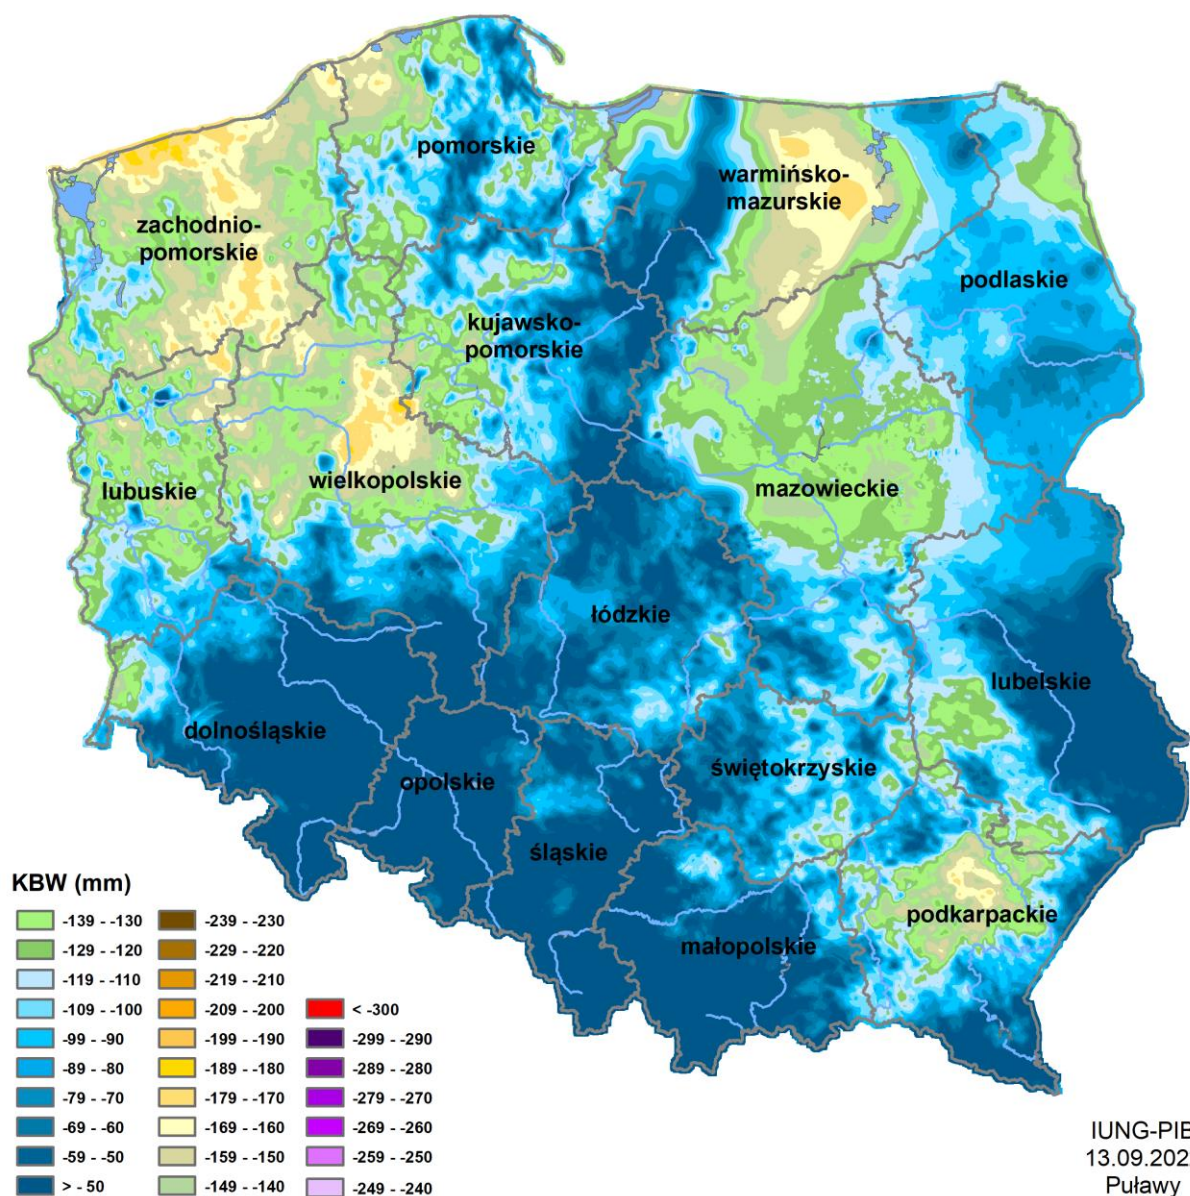 pomorskie
warmińsko-
mazurskie
zachodnio-
pomorskie
podlaskie
kujawsko-
pomorskie
wielkopolskie
lubuskie
mazowieckie
łódzkie
lubelskie
dolnośląskie
opolskie
świętokrzyskie
śląskie
podkarpackie
małopolskie
KBW (mm)
-139 - -130
-129 - -120
-119 - -110
-109 - -100
-99 - -90
-89 - -80
-79 - -70
-69 - -60
-59 - -50
> - 50
-239 - -230
-229 - -220
-219 - -210
-209 - -200
-199 - -190
-189 - -180
-179 - -170
-169 - -160
-159 - -150
-149 - -140
< -300
-299 - -290
-289 - -280
-279 - -270
-269 - -260
-259 - -250
-249 - -240
IUNG-PIB
13.09.202
Puławy